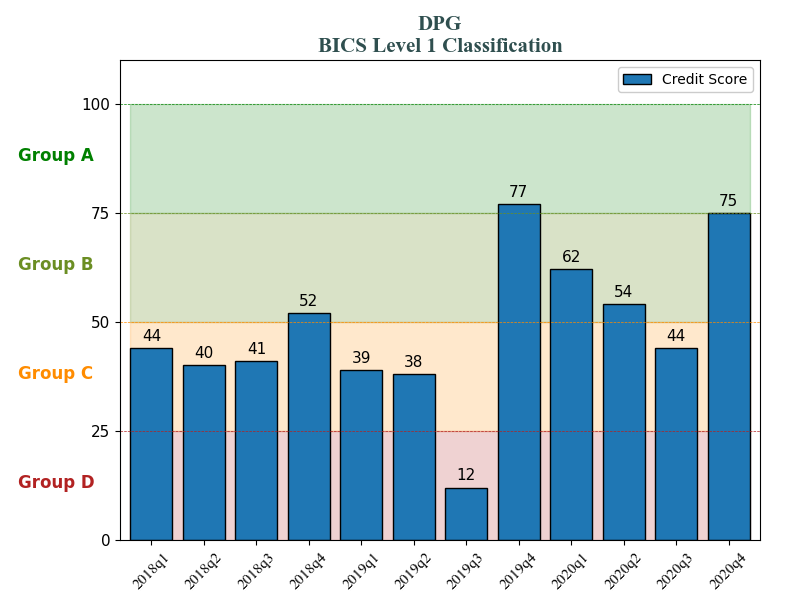 DPG
BICS Level 1 Classification
Credit Score
100
75
50
25
0
Group A
Group B
Group C
Group D
44
40
41
52
39
38
12
77
62
54
44
75
2018q1
2018q2
2018q3
2018q4
2019q1
2019q2
2019q3
2019q4
2020q1
2020q2
2020q3
2020q4